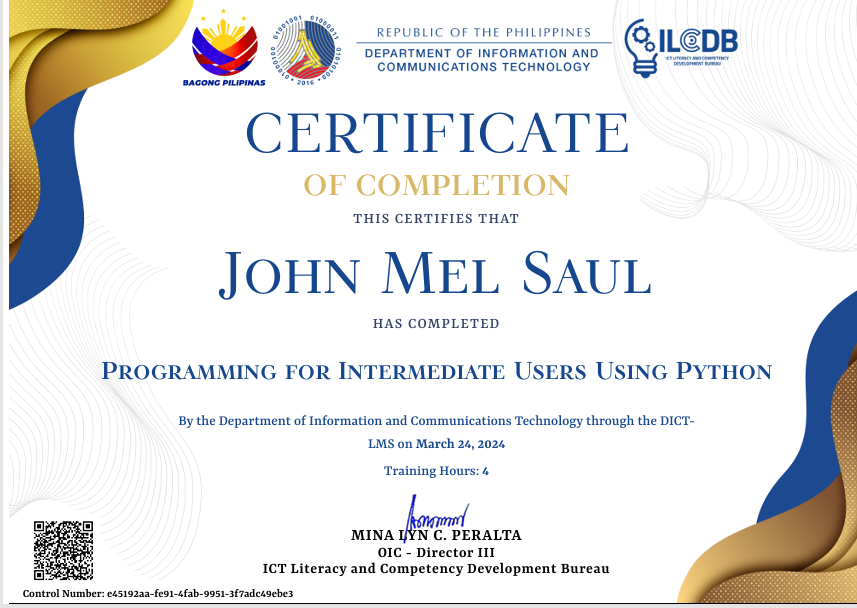 BAGONG PILIPINAS
01001001 01000011 01010100
2016
REPUBLIC OF THE PHILIPPINES
DEPARTMENT OF INFORMATION AND
COMMUNICATIONS TECHNOLOGY
ILCDB
ICT LITERACY AND COMPETENCY
DEVELOPMENT BUREAU
CERTIFICATE
OF COMPLETION
THIS CERTIFIES THAT
JOHN MEL SAUL
HAS COMPLETED
PROGRAMMING FOR INTERMEDIATE USERS USING PYTHON
By the Department of Information and Communications Technology through the DICT-
LMS on March 24, 2024
Training Hours: 4
MINA LYN C. PERALTA
OIC - Director III
ICT Literacy and Competency Development Bureau
Control Number: e45192aa-fe91-4fab-9951-3f7adc49ebe3